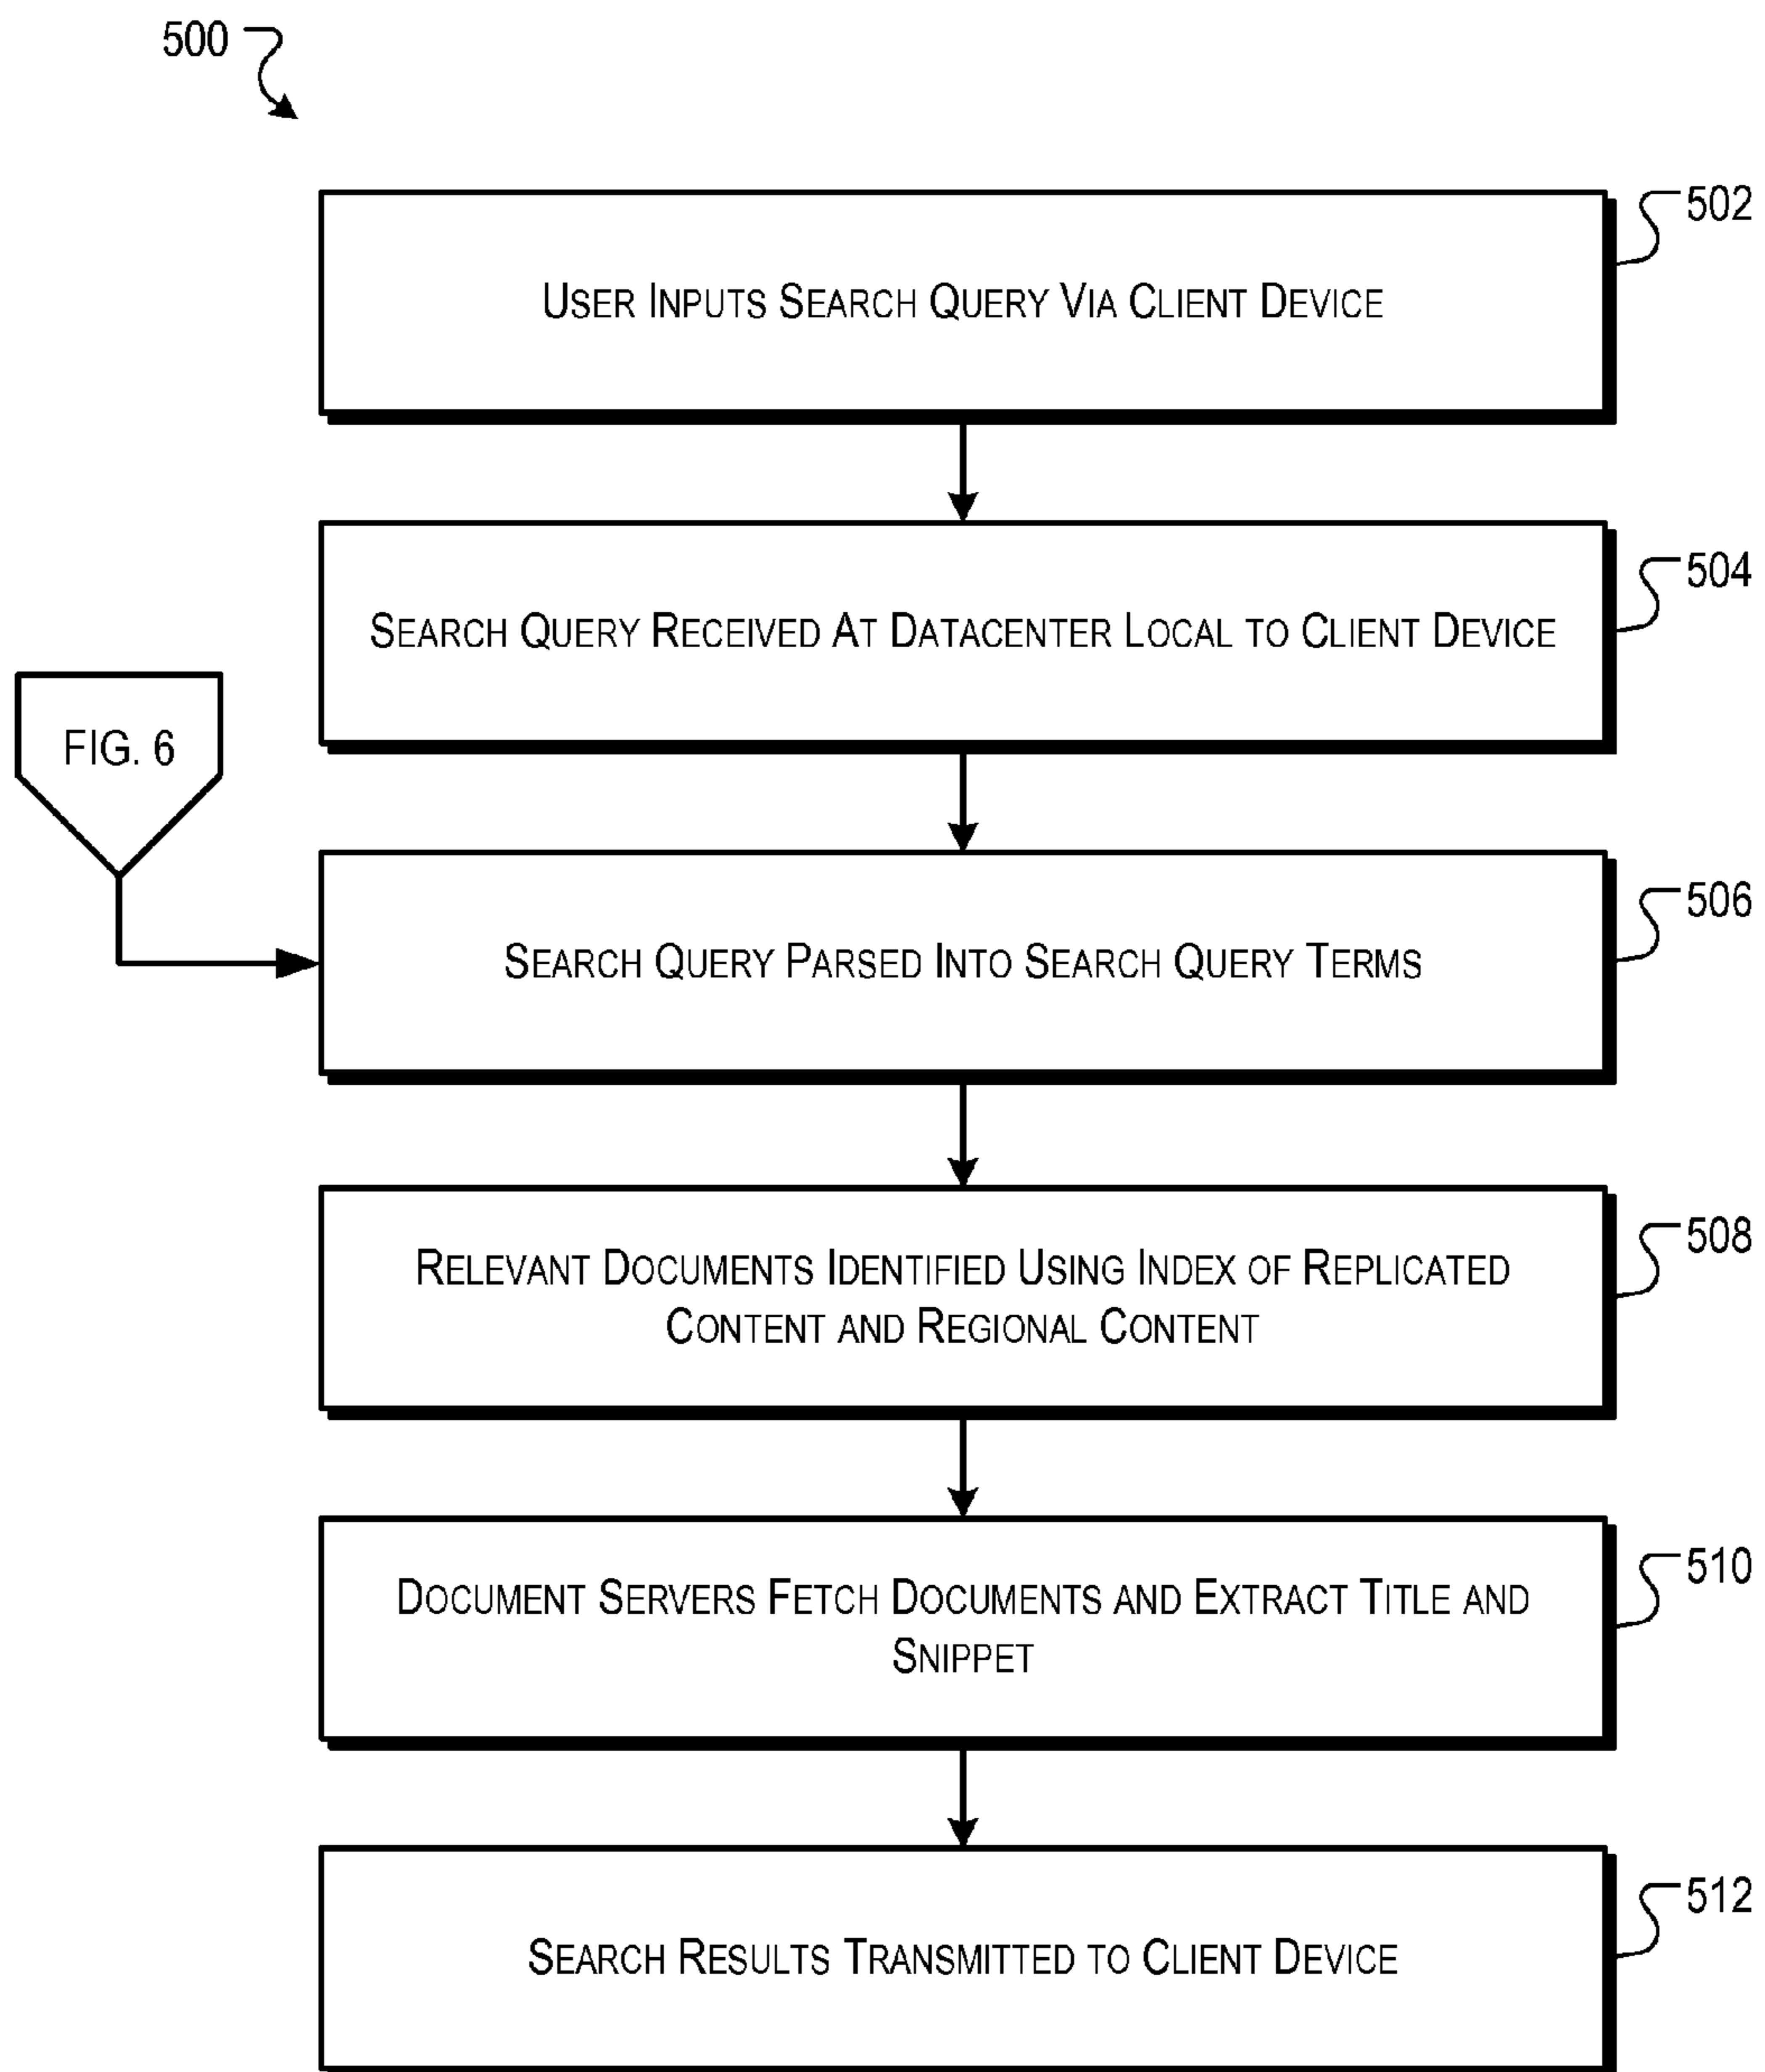 500
502
User Inputs Search Query Via Client Device
504
Search Query Received At Datacenter Local to Client Device
FIG. 6
506
Search Query Parsed Into Search Query Terms
508
Relevant Documents Identified Using Index of Replicated
Content and Regional Content
510
Document Servers Fetch Documents and Extract Title and
Snippet
512
Search Results Transmitted to Client Device